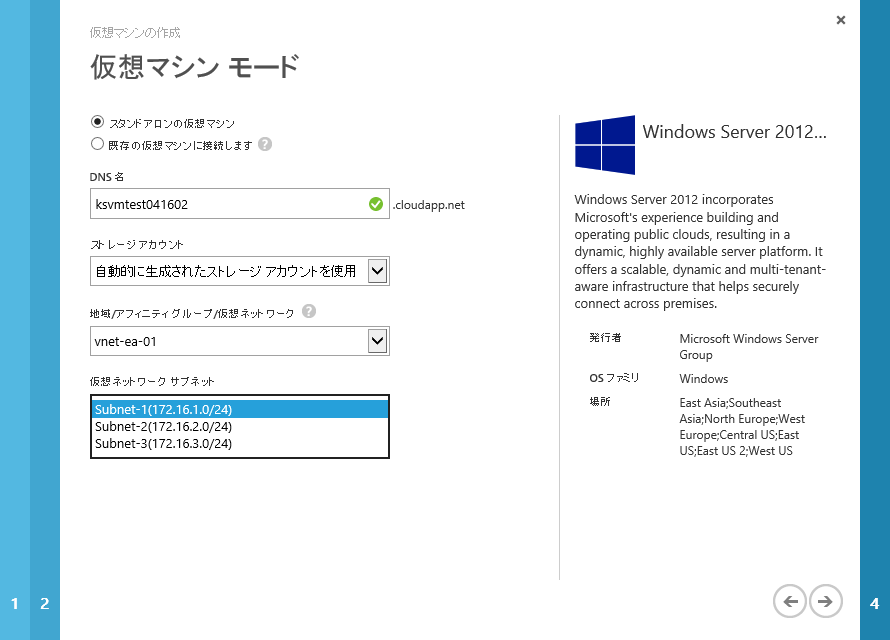 仮想マシンの作成
仮想マシン モード
スタンドアロンの仮想マシン
既存の仮想マシンに接続します ?
DNS 名
ksvmtest041602
.cloudapp.net
ストレージ アカウント
自動的に生成されたストレージ アカウントを使用
地域/アフィニティ グループ/仮想ネットワーク ?
vnet-ea-01
仮想ネットワーク サブネット
Subnet-1(172.16.1.0/24)
Subnet-2(172.16.2.0/24)
Subnet-3(172.16.3.0/24)
Windows Server 2012...
Windows Server 2012 incorporates
Microsoft's experience building and
operating public clouds, resulting in a
dynamic, highly available server platform. It
offers a scalable, dynamic and multi-tenant-
aware infrastructure that helps securely
connect across premises.
発行者 Microsoft Windows Server
Group
OS ファミリ Windows
場所 East Asia;Southeast
Asia;North Europe;West
Europe;Central US;East
US;East US 2;West US
1 2
4